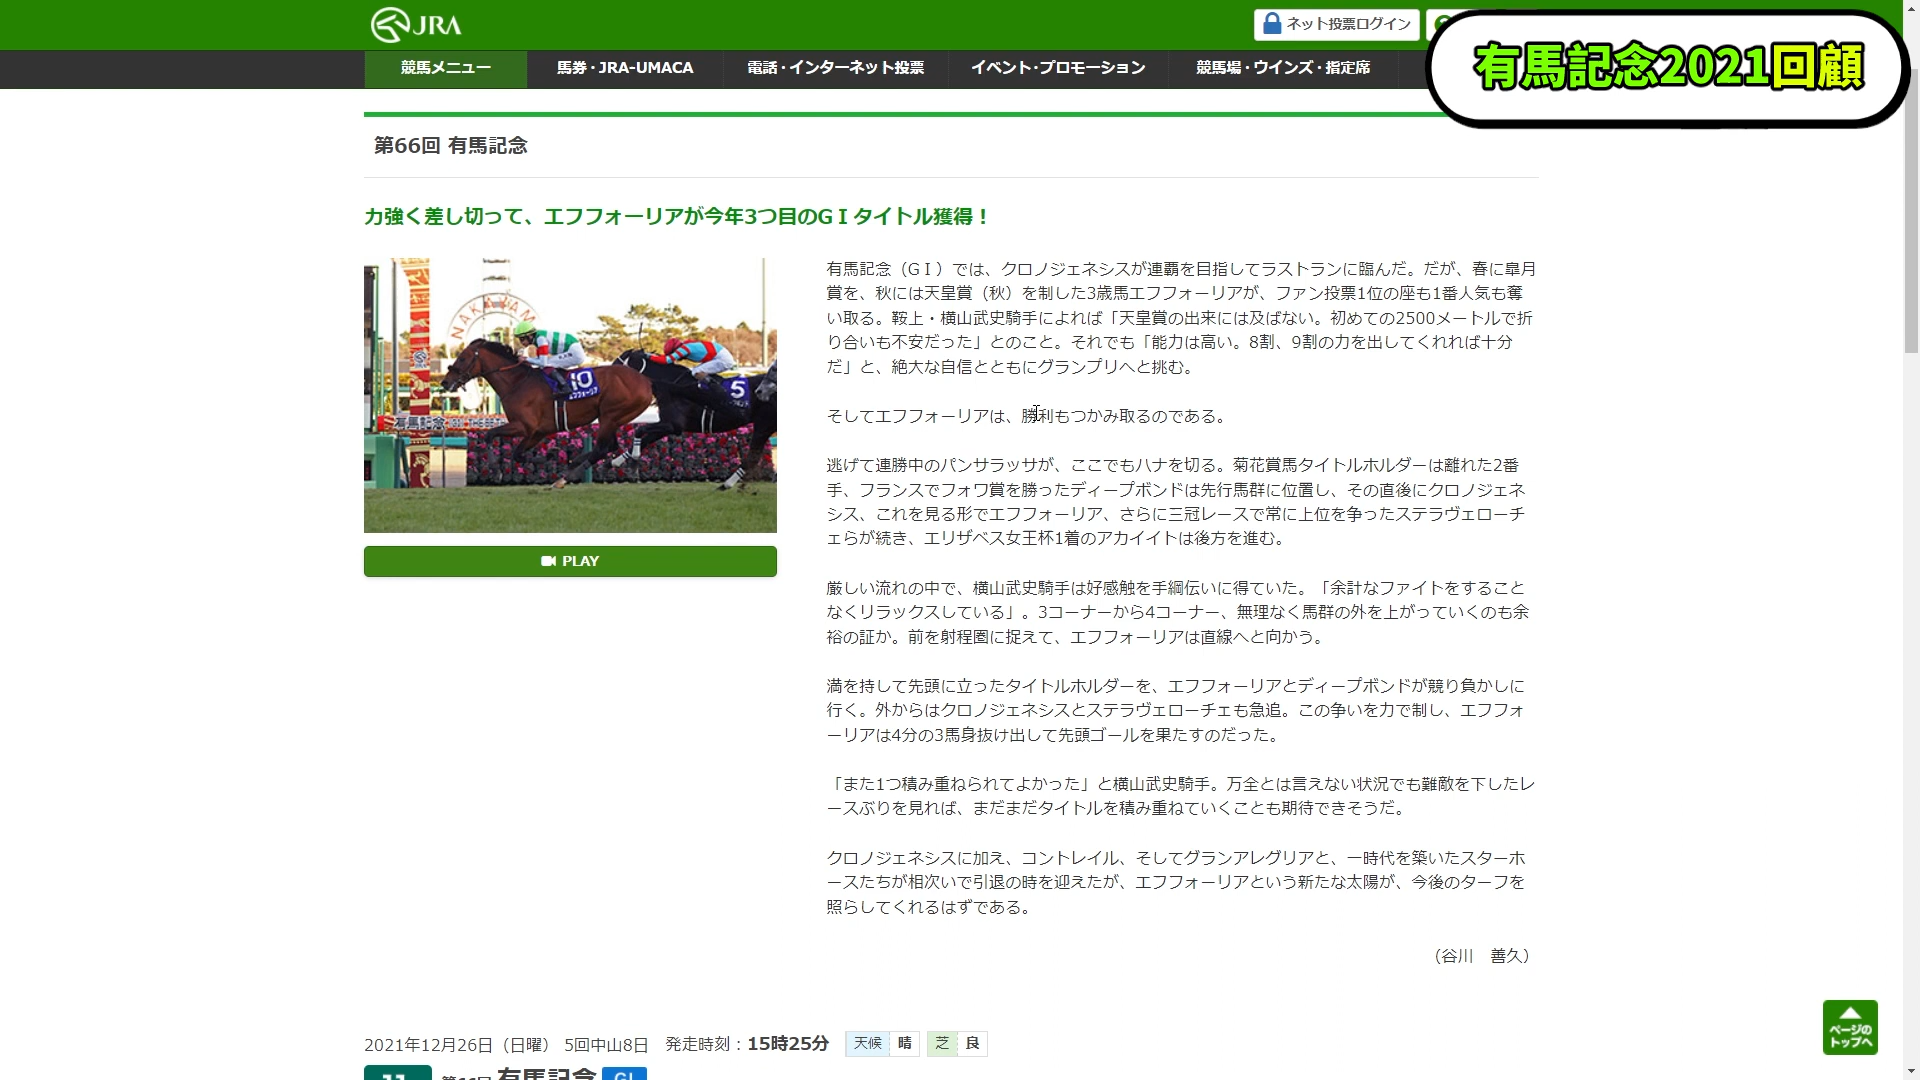 JRA
ネット投票ログイン
有馬記念2021回顧
競馬メニュー
馬券・JRA-UMACA
電話・インターネット投票
イベント・プロモーション
競馬場・ウインズ・指定席
第66回 有馬記念
力強く差し切って、エフフォーリアが今年3つ目のGⅠタイトル獲得！
NAKAYAM
有馬記念
10
エフフォーリア
5
PLAY
有馬記念（GⅠ）では、クロノジェネシスが連覇を目指してラストランに臨んだ。だが、春に皐月
賞を、秋には天皇賞（秋）を制した3歳馬エフフォーリアが、ファン投票1位の座も1番人気も奪
い取る。鞍上・横山武史騎手によれば「天皇賞の出来には及ばない。初めての2500メートルで折
り合いも不安だった」とのこと。それでも「能力は高い。8割、9割の力を出してくれれば十分
だ」と、絶大な自信とともにグランプリへと挑む。
そしてエフフォーリアは、勝利もつかみ取るのである。
逃げて連勝中のパンサラッサが、ここでもハナを切る。菊花賞馬タイトルホルダーは離れた2番
手、フランスでフォワ賞を勝ったディープボンドは先行馬群に位置し、その直後にクロノジェネ
シス、これを見る形でエフフォーリア、さらに三冠レースで常に上位を争ったステラヴェローチ
ェらが続き、エリザベス女王杯1着のアカイイトは後方を進む。
厳しい流れの中で、横山武史騎手は好感触を手綱伝いに得ていた。「余計なファイトをすること
なくリラックスしている」。3コーナーから4コーナー、無理なく馬群の外を上がっていくのも余
裕の証か。前を射程圏に捉えて、エフフォーリアは直線へと向かう。
満を持して先頭に立ったタイトルホルダーを、エフフォーリアとディープボンドが競り負かしに
行く。外からはクロノジェネシスとステラヴェローチェも急追。この争いを力で制し、エフフォ
ーリアは4分の3馬身抜け出して先頭ゴールを果たすのだった。
「また1つ積み重ねられてよかった」と横山武史騎手。万全とは言えない状況でも難敵を下したレ
ースぶりを見れば、まだまだタイトルを積み重ねていくことも期待できそうだ。
クロノジェネシスに加え、コントレイル、そしてグランアレグリアと、一時代を築いたスターホ
ースたちが相次いで引退の時を迎えたが、エフフォーリアという新たな太陽が、今後のターフを
照らしてくれるはずである。
（谷川　善久）
ページの
トップへ
2021年12月26日（日曜） 5回中山8日 発走時刻：15時25分 天候 晴 芝 良
11 第66回 有馬記念 GⅠ